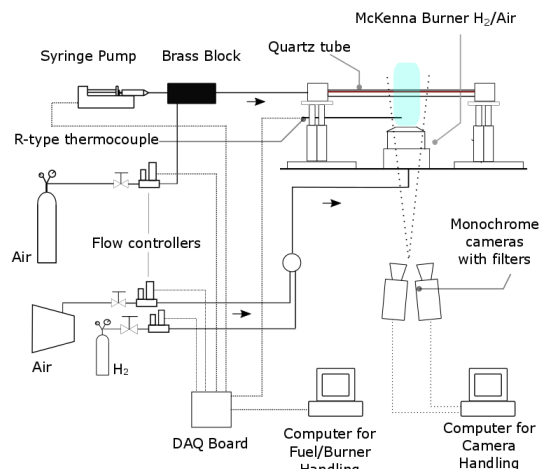 McKenna Burner H₂/Air
Quartz tube
Syringe Pump
Brass Block
R-type thermocouple
Air
Flow controllers
Monochrome
cameras
with filters
Air
H₂
DAQ Board
Computer for
Fuel/Burner
Handling
Computer for
Camera
Handling